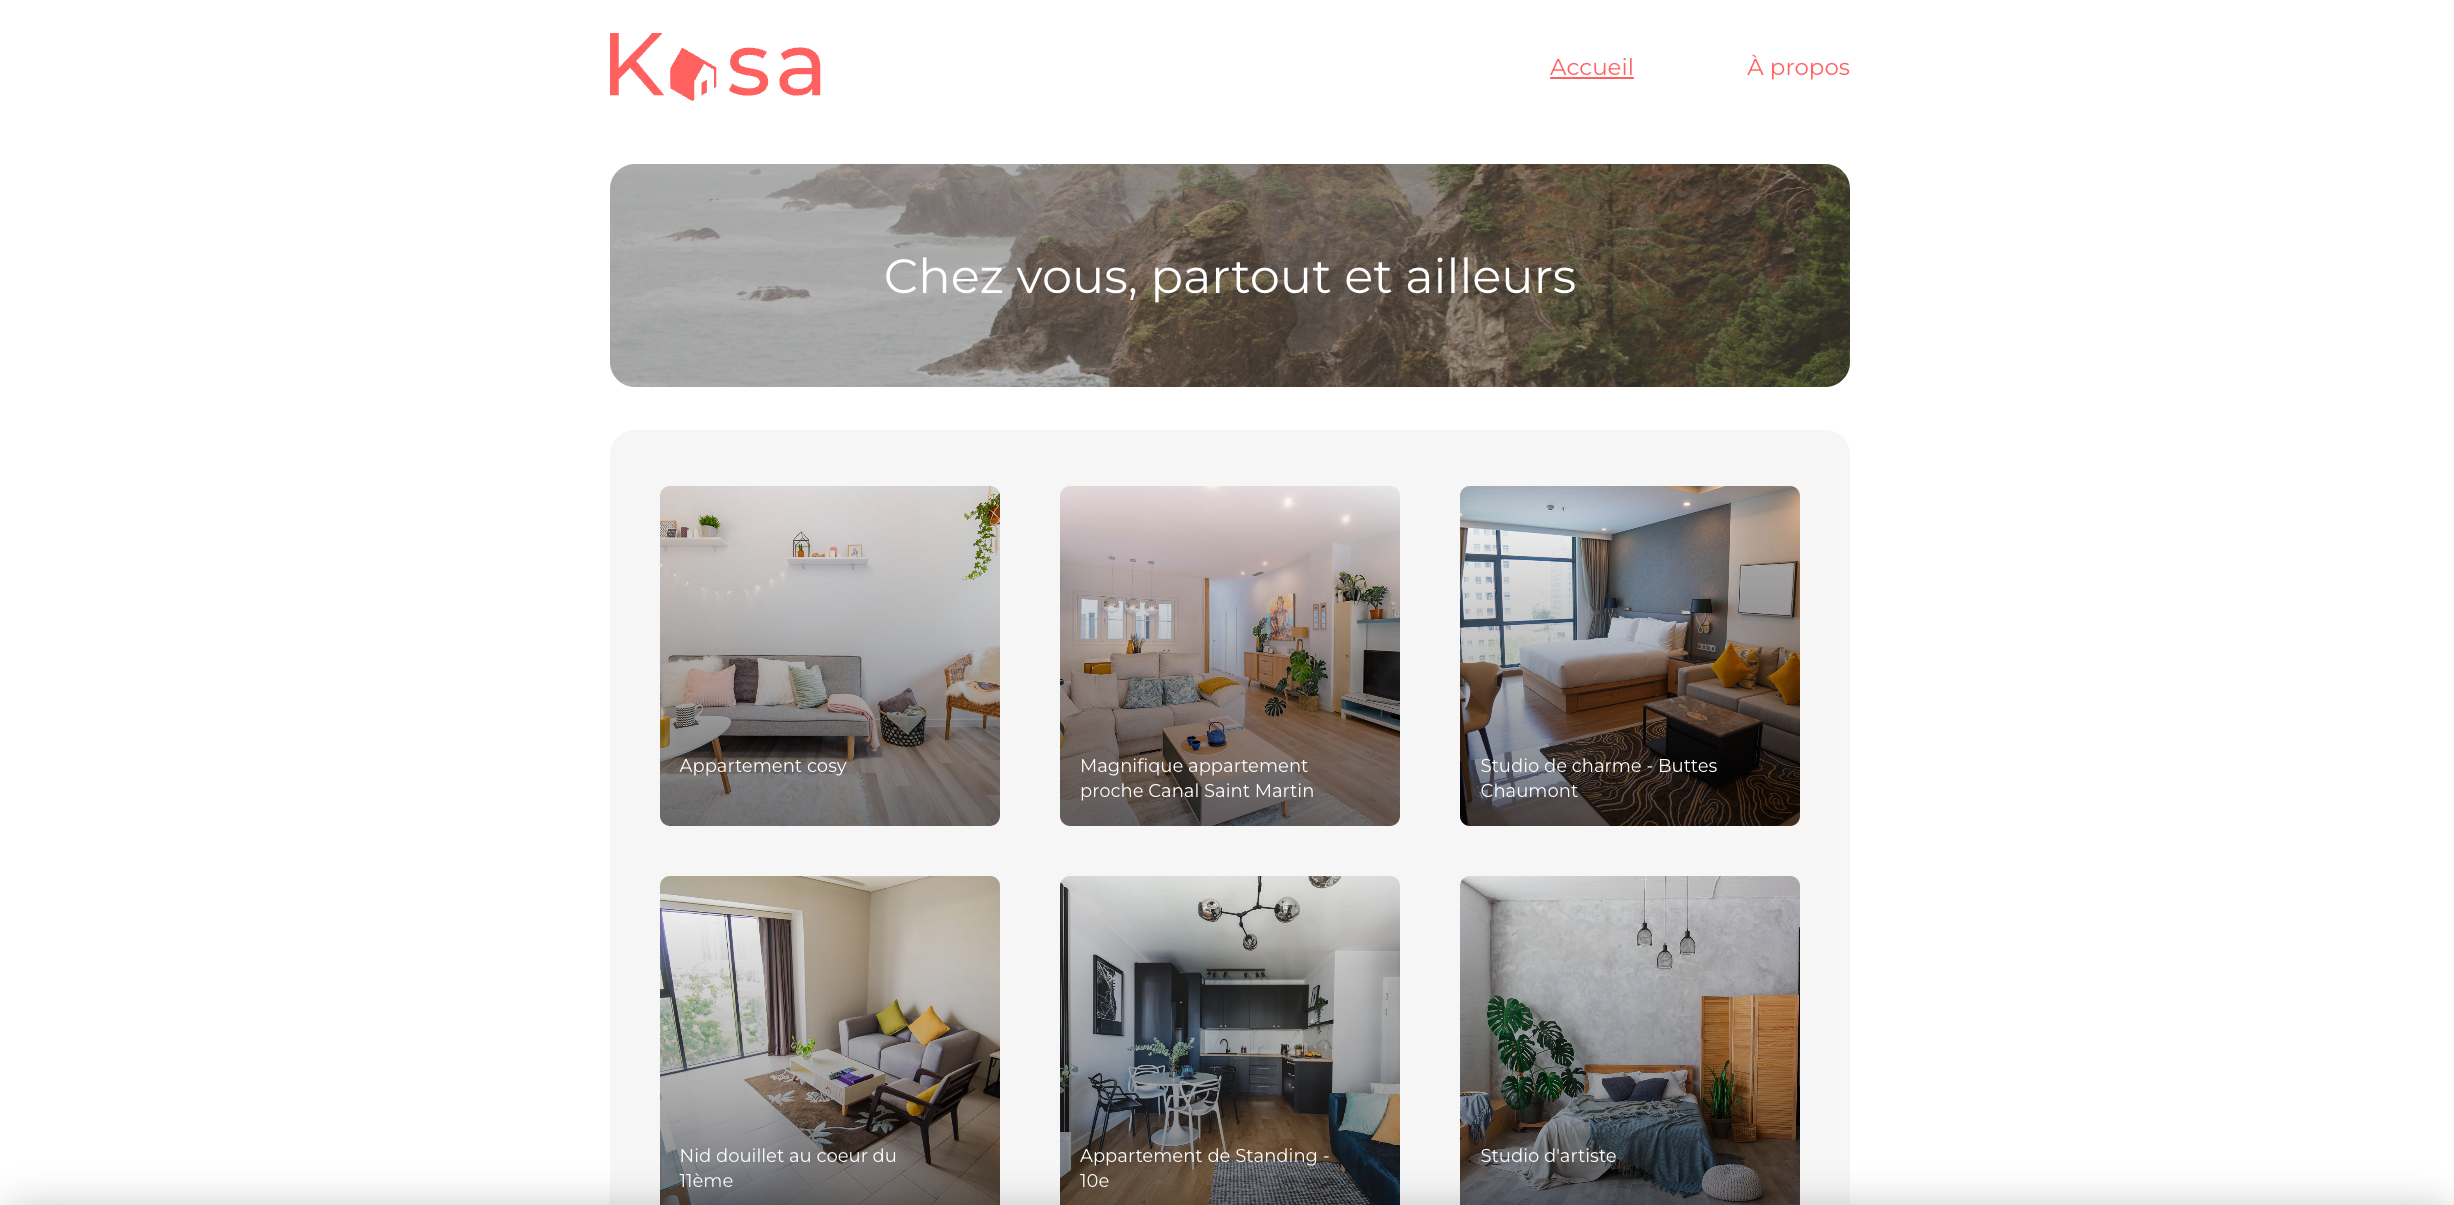 Kasa
Accueil
À propos
Chez vous, partout et ailleurs
Appartement cosy
Magnifique appartement
proche Canal Saint Martin
Studio de charme - Buttes
Chaumont
Nid douillet au coeur du
11ème
Appartement de Standing -
10e
Studio d'artiste